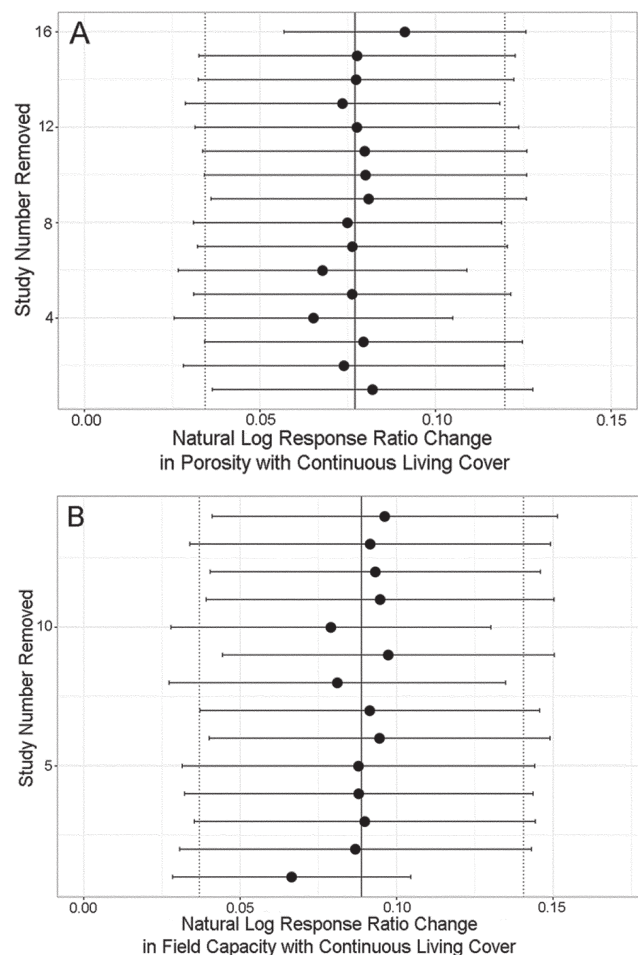 A
16
12
8
4
Study Number Removed
0.00 0.05 0.10 0.15
Natural Log Response Ratio Change
in Porosity with Continuous Living Cover
B
10
5
Study Number Removed
0.00 0.05 0.10 0.15
Natural Log Response Ratio Change
in Field Capacity with Continuous Living Cover